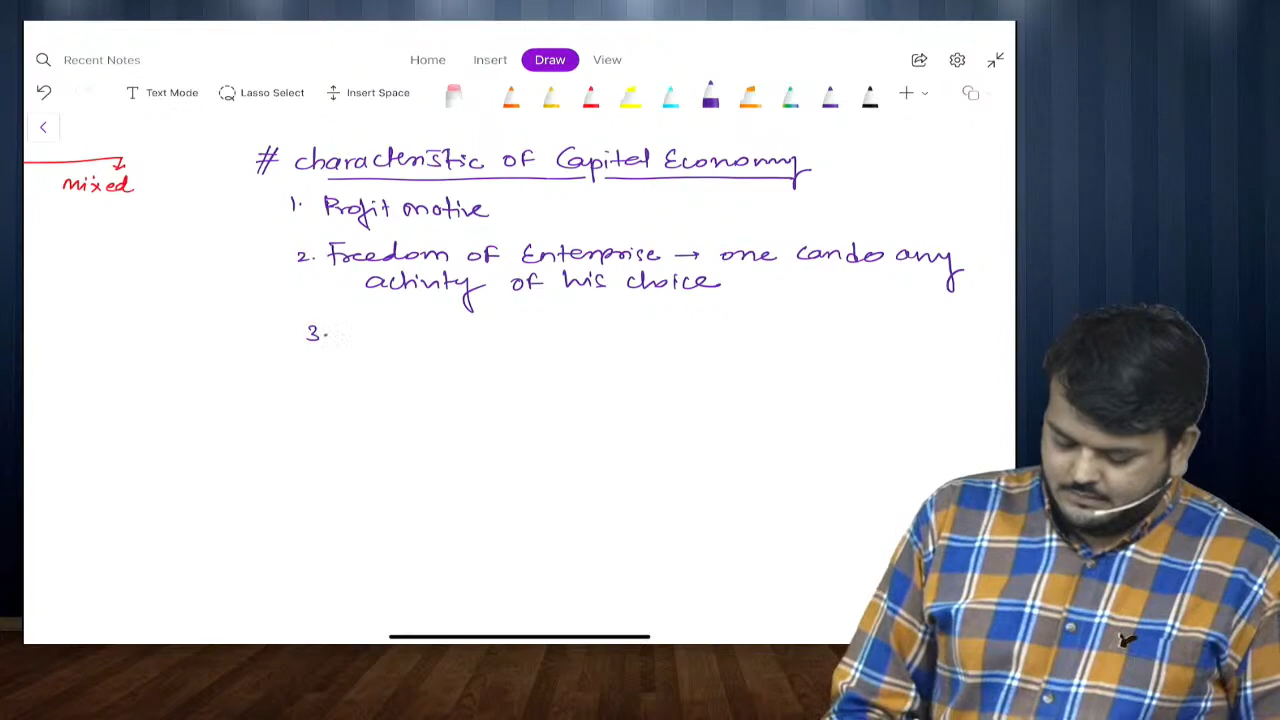 Recent Notes
Home Insert Draw View
Text Mode Lasso Select Insert Space
mixed
# characteristic of Capital Economy
1. Profit motive
2. Freedom of Enterprise → one can do any
activity of his choice
3.